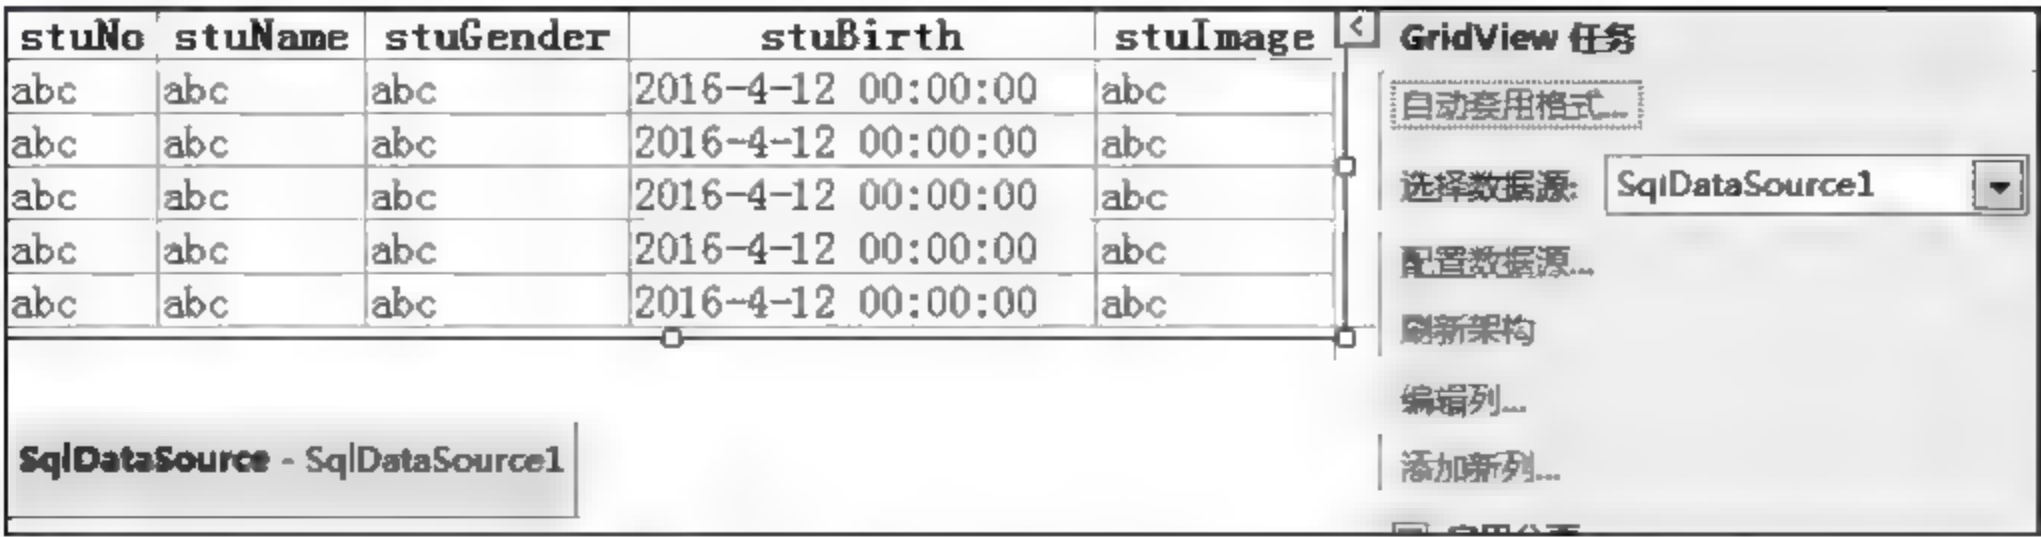 stuNo stuName stuGender stuBirth stuImage
abc abc abc 2016-4-12 00:00:00 abc
abc abc abc 2016-4-12 00:00:00 abc
abc abc abc 2016-4-12 00:00:00 abc
abc abc abc 2016-4-12 00:00:00 abc
abc abc abc 2016-4-12 00:00:00 abc
SqlDataSource - SqlDataSource1
GridView 任务
自动套用格式...
选择数据源: SqlDataSource1
配置数据源...
刷新架构
编辑列...
添加新列...